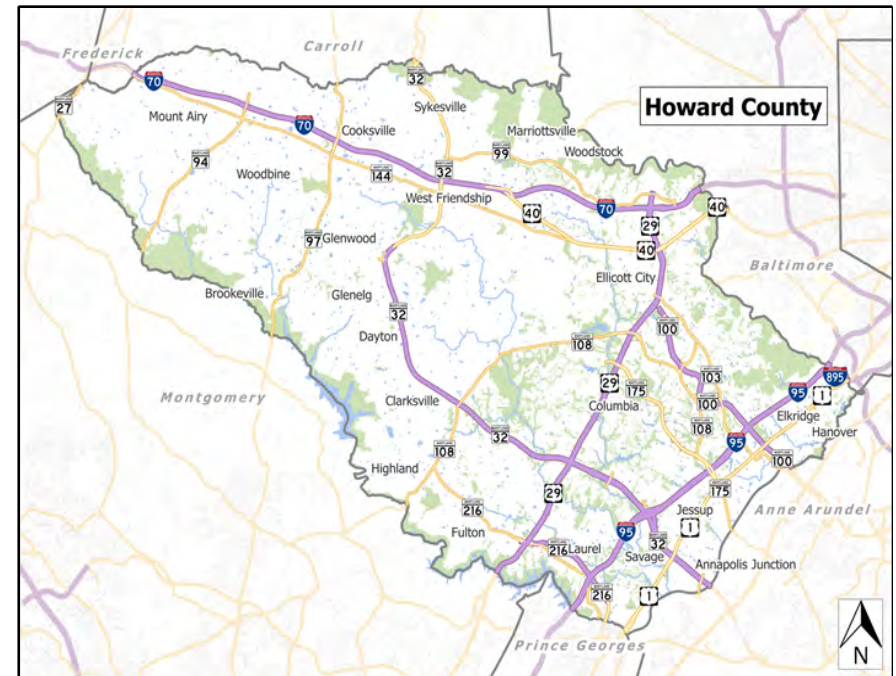 Carroll
Frederick
70
32
27
Sykesville
Howard County
Mount Airy
70
Cooksville
Marriottsville
99
Woodstock
94
Woodbine
144
32
West Friendship
70
40
40
29
97
Glenwood
40
Ellicott City
Baltimore
Brookeville
Glenelg
32
Dayton
100
108
Montgomery
29
175
103
95
895
Clarksville
Columbia
100
1
Elkridge
108
32
108
95
Hanover
Highland
100
29
175
216
Jessup
Anne Arundel
Fulton
95
1
216
Laurel
32
Savage
Annapolis Junction
216
1
Prince Georges
N